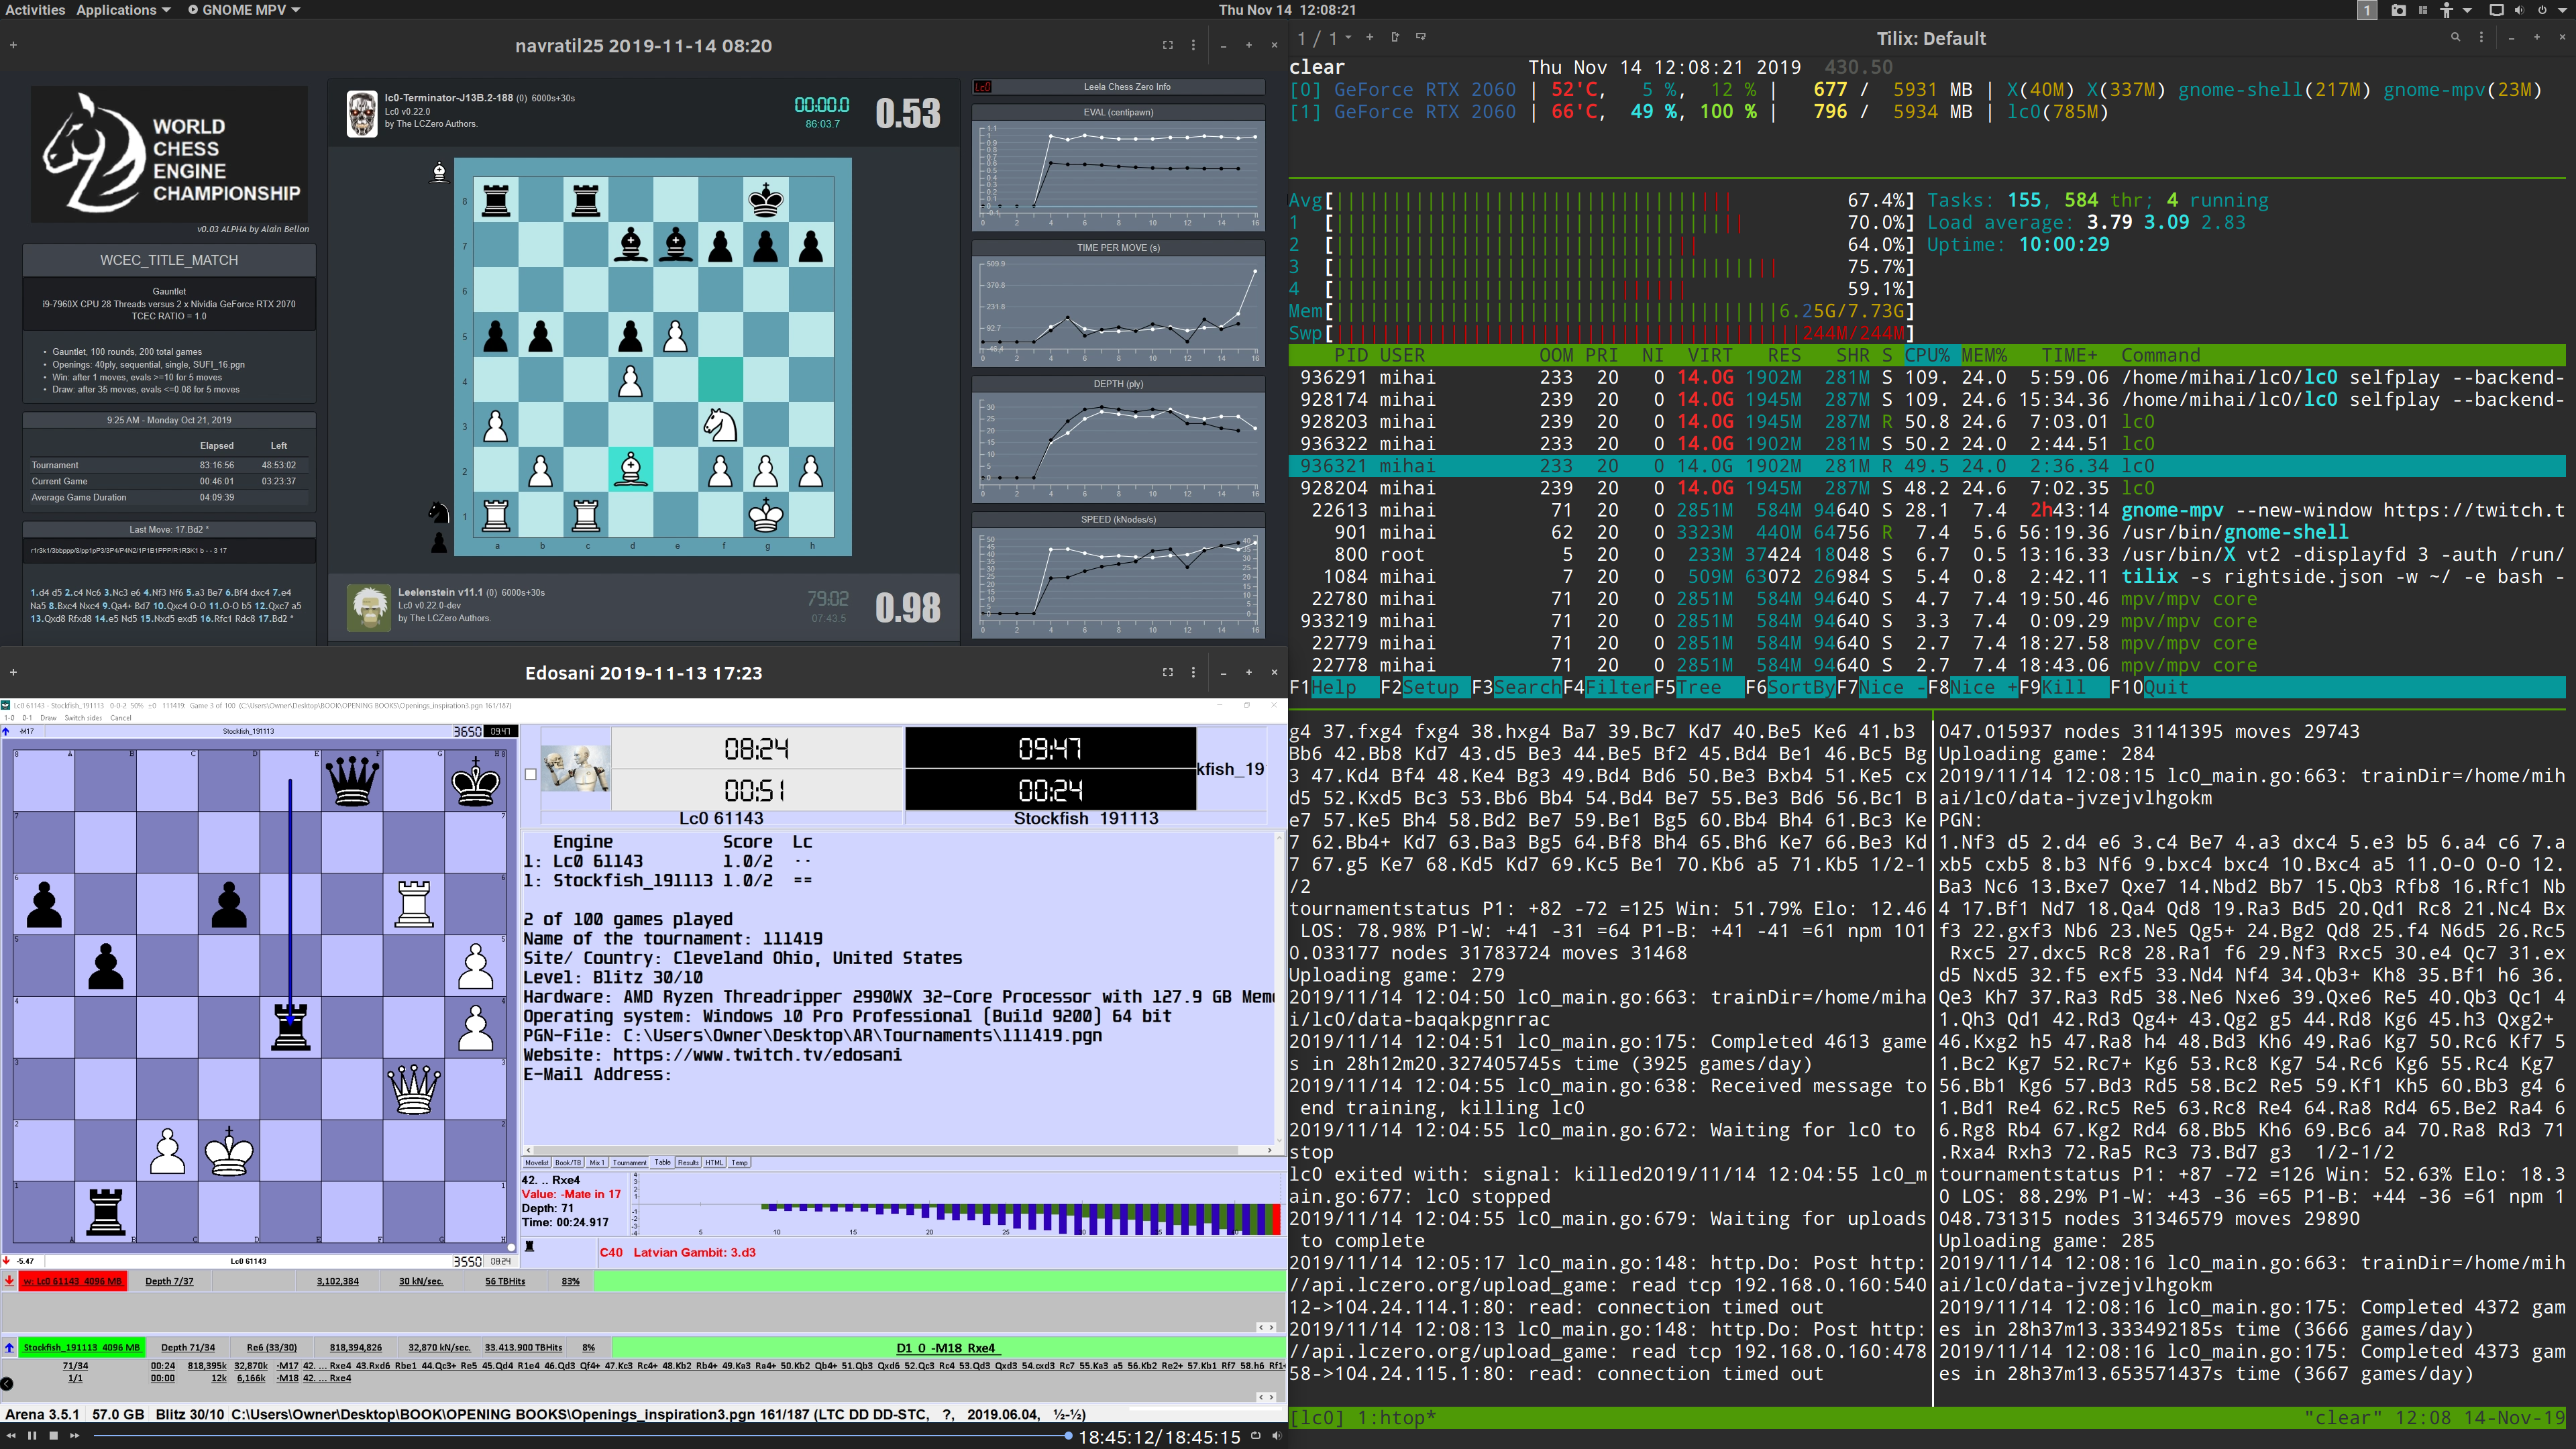 Activities Applications GNOME MPV
Thu Nov 14 12:08:21
1
navratil25 2019-11-14 08:20
WORLD
CHESS
ENGINE
CHAMPIONSHIP
v0.03 ALPHA by Alain Bellon
WCEC_TITLE_MATCH
Gauntlet
i9-7960X CPU 28 Threads versus 2 x Nividia GeForce RTX 2070
TCEC RATIO = 1.0
Gauntlet, 100 rounds, 200 total games
Openings: 40ply, sequential, single, SUFI_16.pgn
Win: after 1 moves, evals >=10 for 5 moves
Draw: after 35 moves, evals <=0.08 for 5 moves
9:25 AM - Monday Oct 21, 2019
Elapsed Left
Tournament 83:16:56 48:53:02
Current Game 00:46:01 03:23:37
Average Game Duration 04:09:39
Last Move: 17.Bd2 *
r1r3k1/3bbppp/8/pp1pP3/3P4/P4N2/1P1B1PPP/R1R3K1 b - - 3 17
1.d4 d5 2.c4 Nc6 3.Nc3 e6 4.Nf3 Nf6 5.a3 Be7 6.Bf4 dxc4 7.e4
Na5 8.Bxc4 Nxc4 9.Qa4+ Bd7 10.Qxc4 O-O 11.O-O b5 12.Qxc7 a5
13.Qxd8 Rfxd8 14.e5 Nd5 15.Nxd5 exd5 16.Rfc1 Rdc8 17.Bd2 *
lc0-Terminator-J13B.2-188 (0) 6000s+30s
Lc0 v0.22.0
by The LCZero Authors.
00:00.0
86:03.7
0.53
8
7
6
5
4
3
2
1
a b c d e f g h
Leelenstein v11.1 (0) 6000s+30s
Lc0 v0.22.0-dev
by The LCZero Authors.
79:02
07:43.5
0.98
Lc0 Leela Chess Zero Info
EVAL (centipawn)
TIME PER MOVE (s)
509.9
370.8
231.8
92.7
-46.4
DEPTH (ply)
SPEED (kNodes/s)
Edosani 2019-11-13 17:23
Lc0 61143 - Stockfish_191113 0-0-2 50% ±0 111419: Game 3 of 100 (C:\Users\Owner\Desktop\BOOK\OPENING BOOKS\Openings_inspiration3.pgn 161/187)
1-0 0-1 Draw Switch sides Cancel
-M17 Stockfish_191113 3650 09:47
08:24 09:47
00:51 00:24
kfish_19
Lc0 61143 Stockfish 191113
Engine Score Lc
1: Lc0 61143 1.0/2 ··
1: Stockfish_191113 1.0/2 ==
2 of 100 games played
Name of the tournament: 111419
Site/ Country: Cleveland Ohio, United States
Level: Blitz 30/10
Hardware: AMD Ryzen Threadripper 2990WX 32-Core Processor with 127.9 GB Mem
Operating system: Windows 10 Pro Professional (Build 9200) 64 bit
PGN-File: C:\Users\Owner\Desktop\AR\Tournaments\111419.pgn
Website: https://www.twitch.tv/edosani
E-Mail Address:
Movelist Book/TB Mix 1 Tournament Table Results HTML Temp
42. .. Rxe4
Value: -Mate in 17
Depth: 71
Time: 00:24.917
C40 Latvian Gambit: 3.d3
-5.47 Lc0 61143 3550 08:24
w: Lc0 61143 4096 MB Depth 7/37 3,102,384 30 kN/sec. 56 TBHits 83%
Stockfish_191113 4096 MB Depth 71/34 Re6 (33/30) 818,394,826 32,870 kN/sec. 33.413.900 TBHits 8% D1 0 -M18 Rxe4
71/34 00:24 818,395k 32,870k -M17 42. ... Rxe4 43.Rxd6 Rbe1 44.Qc3+ Re5 45.Qd4 R1e4 46.Qd3 Qf4+ 47.Kc3 Rc4+ 48.Kb2 Rb4+ 49.Ka3 Ra4+ 50.Kb2 Qb4+ 51.Qb3 Qxd6 52.Qc3 Rc4 53.Qd3 Qxd3 54.cxd3 Rc7 55.Ka3 a5 56.Kb2 Re2+ 57.Kb1 Rf7 58.h6 Rf1+
1/1 00:00 12k 6,166k -M18 42. ... Rxe4
Arena 3.5.1 57.0 GB Blitz 30/10 C:\Users\Owner\Desktop\BOOK\OPENING BOOKS\Openings_inspiration3.pgn 161/187 (LTC DD DD-STC, ?, 2019.06.04, ½-½)
18:45:12/18:45:15
1 / 1 Tilix: Default
clear Thu Nov 14 12:08:21 2019 430.50
[0] GeForce RTX 2060 | 52'C, 5 %, 12 % | 677 / 5931 MB | X(40M) X(337M) gnome-shell(217M) gnome-mpv(23M)
[1] GeForce RTX 2060 | 66'C, 49 %, 100 % | 796 / 5934 MB | lc0(785M)
Avg[ 67.4%] Tasks: 155, 584 thr; 4 running
1 [ 70.0%] Load average: 3.79 3.09 2.83
2 [ 64.0%] Uptime: 10:00:29
3 [ 75.7%]
4 [ 59.1%]
Mem[ 6.25G/7.73G]
Swp[ 244M/244M]
PID USER OOM PRI NI VIRT RES SHR S CPU% MEM% TIME+ Command
936291 mihai 233 20 0 14.0G 1902M 281M S 109. 24.0 5:59.06 /home/mihai/lc0/lc0 selfplay --backend-
928174 mihai 239 20 0 14.0G 1945M 287M S 109. 24.6 15:34.36 /home/mihai/lc0/lc0 selfplay --backend-
928203 mihai 239 20 0 14.0G 1945M 287M R 50.8 24.6 7:03.01 lc0
936322 mihai 233 20 0 14.0G 1902M 281M S 50.2 24.0 2:44.51 lc0
936321 mihai 233 20 0 14.0G 1902M 281M R 49.5 24.0 2:36.34 lc0
928204 mihai 239 20 0 14.0G 1945M 287M S 48.2 24.6 7:02.35 lc0
22613 mihai 71 20 0 2851M 584M 94640 S 28.1 7.4 2h43:14 gnome-mpv --new-window https://twitch.t
901 mihai 62 20 0 3323M 440M 64756 R 7.4 5.6 56:19.36 /usr/bin/gnome-shell
800 root 5 20 0 233M 37424 18048 S 6.7 0.5 13:16.33 /usr/bin/X vt2 -displayfd 3 -auth /run/
1084 mihai 7 20 0 509M 63072 26984 S 5.4 0.8 2:42.11 tilix -s rightside.json -w ~/ -e bash -
22780 mihai 71 20 0 2851M 584M 94640 S 4.7 7.4 19:50.46 mpv/mpv core
933219 mihai 71 20 0 2851M 584M 94640 S 3.3 7.4 0:09.29 mpv/mpv core
22779 mihai 71 20 0 2851M 584M 94640 S 2.7 7.4 18:27.58 mpv/mpv core
22778 mihai 71 20 0 2851M 584M 94640 S 2.7 7.4 18:43.06 mpv/mpv core
F1Help F2Setup F3SearchF4FilterF5Tree F6SortByF7Nice -F8Nice +F9Kill F10Quit
g4 37.fxg4 fxg4 38.hxg4 Ba7 39.Bc7 Kd7 40.Be5 Ke6 41.b3
Bb6 42.Bb8 Kd7 43.d5 Be3 44.Be5 Bf2 45.Bd4 Be1 46.Bc5 Bg
3 47.Kd4 Bf4 48.Ke4 Bg3 49.Bd4 Bd6 50.Be3 Bxb4 51.Ke5 cx
d5 52.Kxd5 Bc3 53.Bb6 Bb4 54.Bd4 Be7 55.Be3 Bd6 56.Bc1 B
e7 57.Ke5 Bh4 58.Bd2 Be7 59.Be1 Bg5 60.Bb4 Bh4 61.Bc3 Ke
7 62.Bb4+ Kd7 63.Ba3 Bg5 64.Bf8 Bh4 65.Bh6 Ke7 66.Be3 Kd
7 67.g5 Ke7 68.Kd5 Kd7 69.Kc5 Be1 70.Kb6 a5 71.Kb5 1/2-1
/2
tournamentstatus P1: +82 -72 =125 Win: 51.79% Elo: 12.46
LOS: 78.98% P1-W: +41 -31 =64 P1-B: +41 -41 =61 npm 101
0.033177 nodes 31783724 moves 31468
Uploading game: 279
2019/11/14 12:04:50 lc0_main.go:663: trainDir=/home/miha
i/lc0/data-baqakpgnrrac
2019/11/14 12:04:51 lc0_main.go:175: Completed 4613 game
s in 28h12m20.327405745s time (3925 games/day)
2019/11/14 12:04:55 lc0_main.go:638: Received message to
end training, killing lc0
2019/11/14 12:04:55 lc0_main.go:672: Waiting for lc0 to
stop
lc0 exited with: signal: killed2019/11/14 12:04:55 lc0_m
ain.go:677: lc0 stopped
2019/11/14 12:04:55 lc0_main.go:679: Waiting for uploads
to complete
2019/11/14 12:05:17 lc0_main.go:148: http.Do: Post http:
//api.lczero.org/upload_game: read tcp 192.168.0.160:540
12->104.24.114.1:80: read: connection timed out
2019/11/14 12:08:13 lc0_main.go:148: http.Do: Post http:
//api.lczero.org/upload_game: read tcp 192.168.0.160:478
58->104.24.115.1:80: read: connection timed out
047.015937 nodes 31141395 moves 29743
Uploading game: 284
2019/11/14 12:08:15 lc0_main.go:663: trainDir=/home/mih
ai/lc0/data-jvzejvlhgokm
PGN:
1.Nf3 d5 2.d4 e6 3.c4 Be7 4.a3 dxc4 5.e3 b5 6.a4 c6 7.a
xb5 cxb5 8.b3 Nf6 9.bxc4 bxc4 10.Bxc4 a5 11.O-O O-O 12.
Ba3 Nc6 13.Bxe7 Qxe7 14.Nbd2 Bb7 15.Qb3 Rfb8 16.Rfc1 Nb
4 17.Bf1 Nd7 18.Qa4 Qd8 19.Ra3 Bd5 20.Qd1 Rc8 21.Nc4 Bx
f3 22.gxf3 Nb6 23.Ne5 Qg5+ 24.Bg2 Qd8 25.f4 N6d5 26.Rc5
Rxc5 27.dxc5 Rc8 28.Ra1 f6 29.Nf3 Rxc5 30.e4 Qc7 31.ex
d5 Nxd5 32.f5 exf5 33.Nd4 Nf4 34.Qb3+ Kh8 35.Bf1 h6 36.
Qe3 Kh7 37.Ra3 Rd5 38.Ne6 Nxe6 39.Qxe6 Re5 40.Qb3 Qc1 4
1.Qh3 Qd1 42.Rd3 Qg4+ 43.Qg2 g5 44.Rd8 Kg6 45.h3 Qxg2+
46.Kxg2 h5 47.Ra8 h4 48.Bd3 Kh6 49.Ra6 Kg7 50.Rc6 Kf7 5
1.Bc2 Kg7 52.Rc7+ Kg6 53.Rc8 Kg7 54.Rc6 Kg6 55.Rc4 Kg7
56.Bb1 Kg6 57.Bd3 Rd5 58.Bc2 Re5 59.Kf1 Kh5 60.Bb3 g4 6
1.Bd1 Re4 62.Rc5 Re5 63.Rc8 Re4 64.Ra8 Rd4 65.Be2 Ra4 6
6.Rg8 Rb4 67.Kg2 Rd4 68.Bb5 Kh6 69.Bc6 a4 70.Ra8 Rd3 71
.Rxa4 Rxh3 72.Ra5 Rc3 73.Bd7 g3 1/2-1/2
tournamentstatus P1: +87 -72 =126 Win: 52.63% Elo: 18.3
0 LOS: 88.29% P1-W: +43 -36 =65 P1-B: +44 -36 =61 npm 1
048.731315 nodes 31346579 moves 29890
Uploading game: 285
2019/11/14 12:08:16 lc0_main.go:663: trainDir=/home/mih
ai/lc0/data-jvzejvlhgokm
2019/11/14 12:08:16 lc0_main.go:175: Completed 4372 gam
es in 28h37m13.333492185s time (3666 games/day)
2019/11/14 12:08:16 lc0_main.go:175: Completed 4373 gam
es in 28h37m13.653571437s time (3667 games/day)
[lc0] 1:htop* "clear" 12:08 14-Nov-19